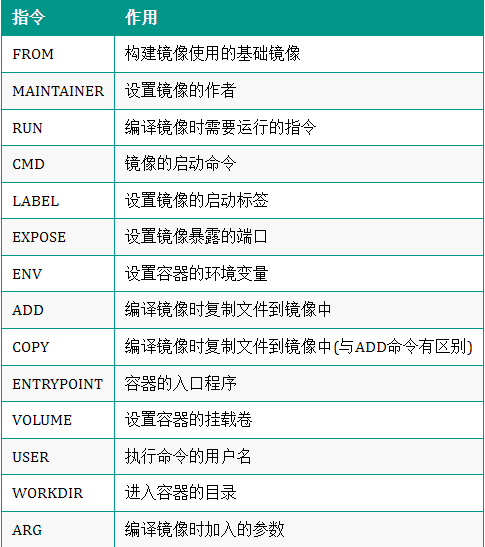 指令 作用
FROM 构建镜像使用的基础镜像
MAINTAINER 设置镜像的作者
RUN 编译镜像时需要运行的指令
CMD 镜像的启动命令
LABEL 设置镜像的启动标签
EXPOSE 设置镜像暴露的端口
ENV 设置容器的环境变量
ADD 编译镜像时复制文件到镜像中
COPY 编译镜像时复制文件到镜像中(与ADD命令有区别)
ENTRYPOINT 容器的入口程序
VOLUME 设置容器的挂载卷
USER 执行命令的用户名
WORKDIR 进入容器的目录
ARG 编译镜像时加入的参数